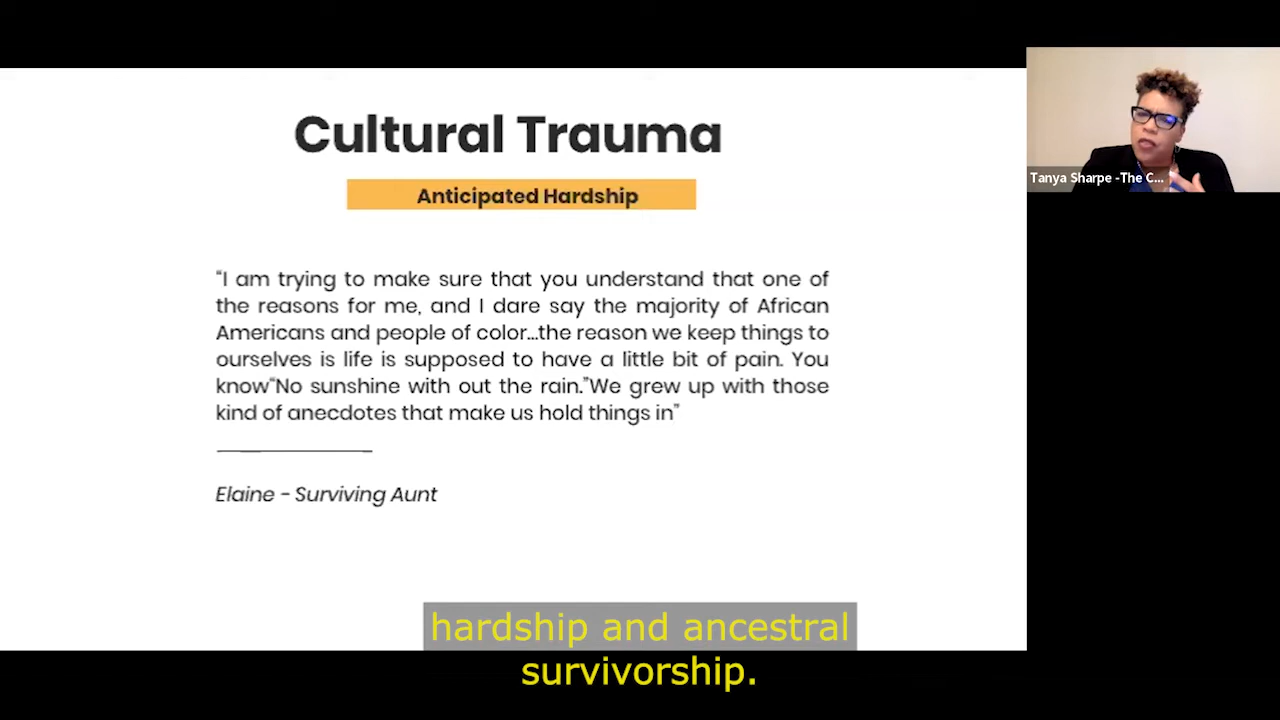 Cultural Trauma
Anticipated Hardship
“I am trying to make sure that you understand that one of
the reasons for me, and I dare say the majority of African
Americans and people of color...the reason we keep things to
ourselves is life is supposed to have a little bit of pain. You
know“No sunshine with out the rain.”We grew up with those
kind of anecdotes that make us hold things in”
Elaine - Surviving Aunt
Tanya Sharpe -The C...
hardship and ancestral
survivorship.